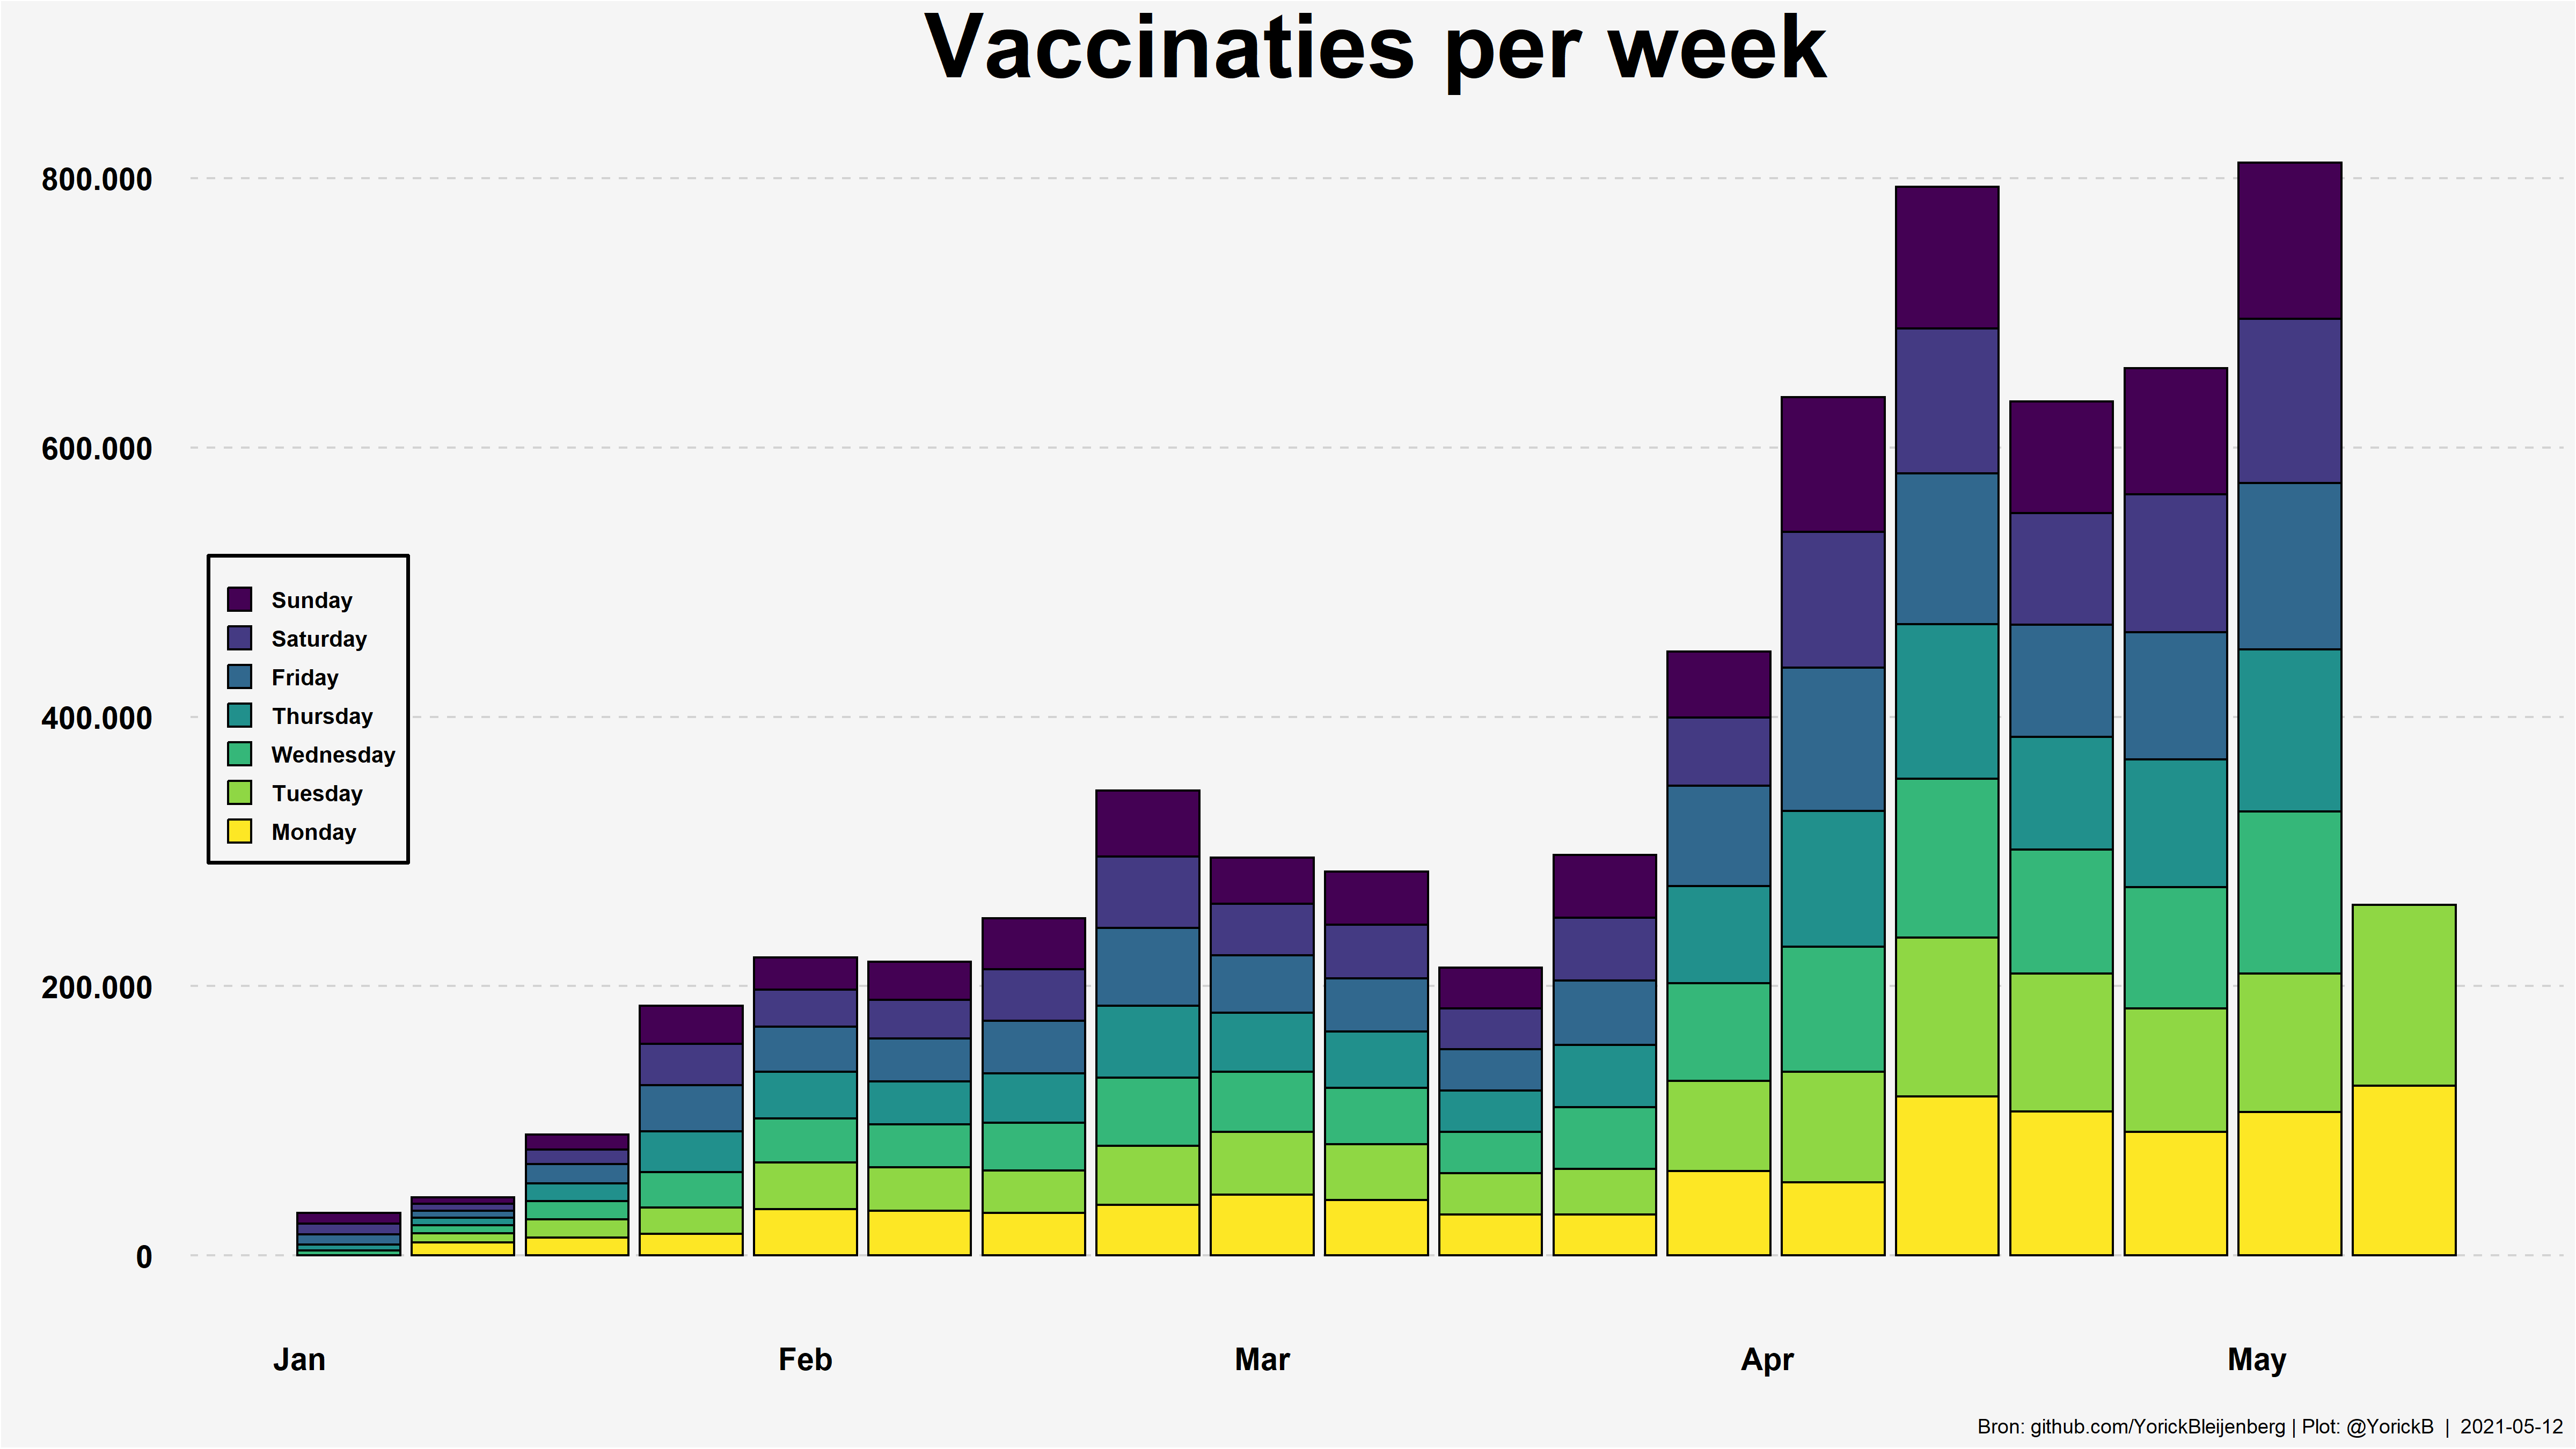 Vaccinaties per week
800.000
600.000
400.000
200.000
0
Sunday
Saturday
Friday
Thursday
Wednesday
Tuesday
Monday
Jan Feb Mar Apr May
Bron: github.com/YorickBleijenberg | Plot: @YorickB | 2021-05-12